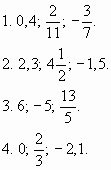 1. 0,4; 2/11; −3/7.
2. 2,3; 4 1/2; −1,5.
3. 6; −5; 13/5.
4. 0; 2/3; −2,1.